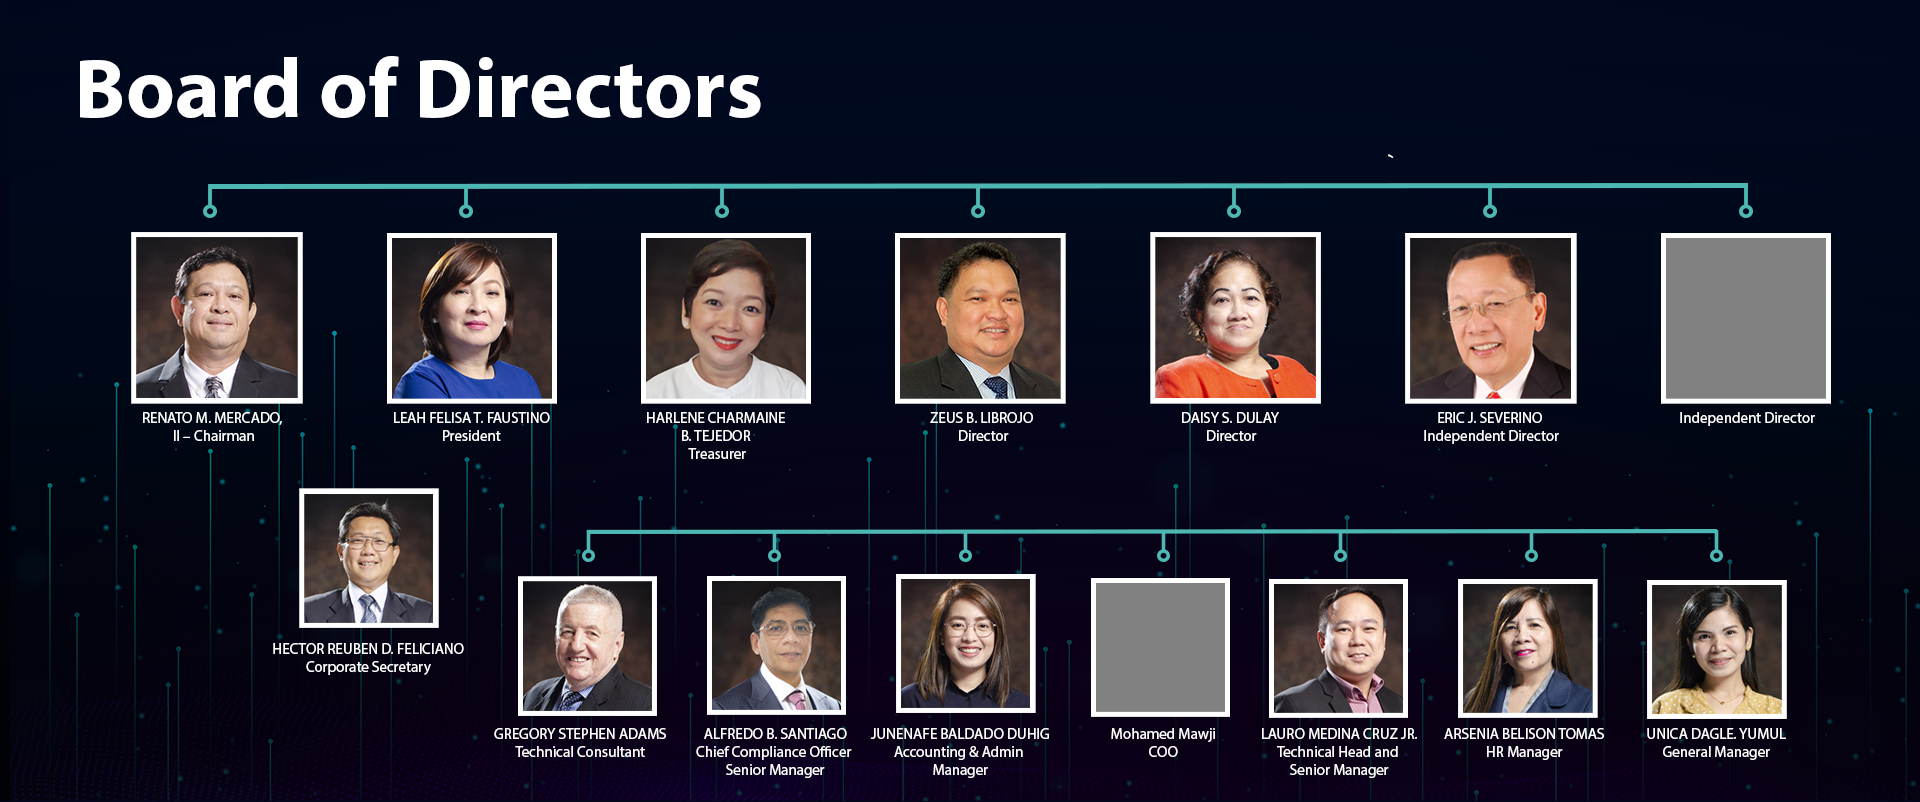 Board of Directors
RENATO M. MERCADO,
II – Chairman
LEAH FELISA T. FAUSTINO
President
HARLENE CHARMAINE
B. TEJEDOR
Treasurer
ZEUS B. LIBROJO
Director
DAISY S. DULAY
Director
ERIC J. SEVERINO
Independent Director
Independent Director
HECTOR REUBEN D. FELICIANO
Corporate Secretary
GREGORY STEPHEN ADAMS
Technical Consultant
ALFREDO B. SANTIAGO
Chief Compliance Officer
Senior Manager
JUNENAFE BALDADO DUHIG
Accounting & Admin
Manager
Mohamed Mawji
COO
LAURO MEDINA CRUZ JR.
Technical Head and
Senior Manager
ARSENIA BELISON TOMAS
HR Manager
UNICA DAGLE. YUMUL
General Manager